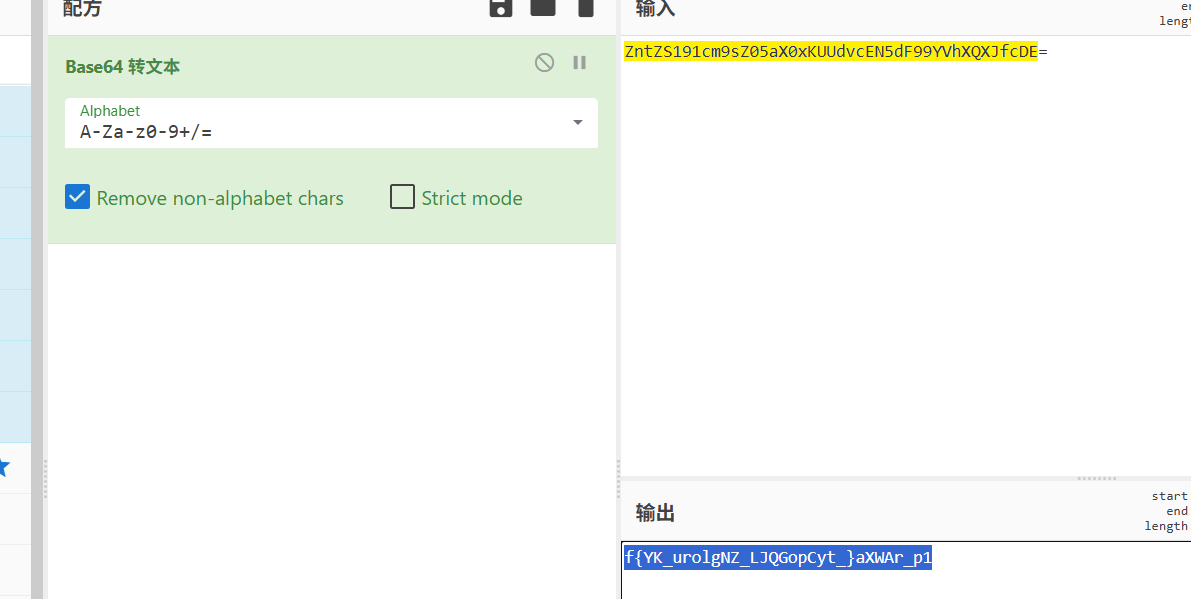 配方
Base64 转文本
Alphabet
A-Za-z0-9+/=
Remove non-alphabet chars
Strict mode
输入
lengt
ZntZS191cm9sZ05aX0xKUUdvcEN5dF99YVhXQXJfcDE=
输出
start
end
length
f{YK_urolgNZ_LJQGopCyt_}aXWAr_p1